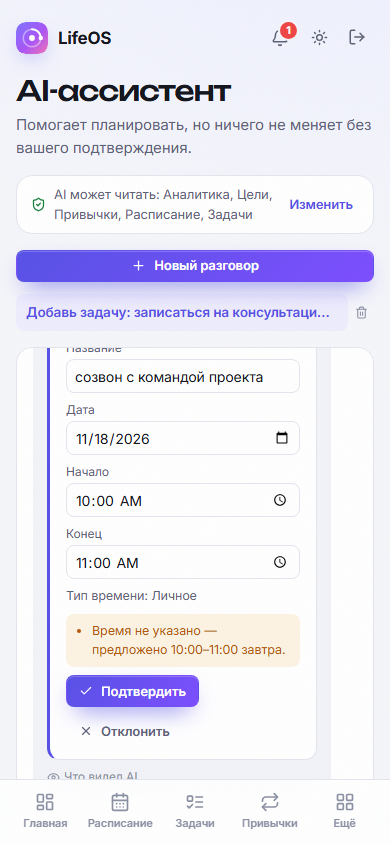 LifeOS
1
AI-ассистент
Помогает планировать, но ничего не меняет без
вашего подтверждения.
AI может читать: Аналитика, Цели,
Привычки, Расписание, Задачи
Изменить
Новый разговор
Добавь задачу: записаться на консультаци...
Название
созвон с командой проекта
Дата
11/18/2026
Начало
10:00 AM
Конец
11:00 AM
Тип времени: Личное
• Время не указано —
предложено 10:00–11:00 завтра.
Подтвердить
Отклонить
Что видел AI
Главная
Расписание
Задачи
Привычки
Ещё